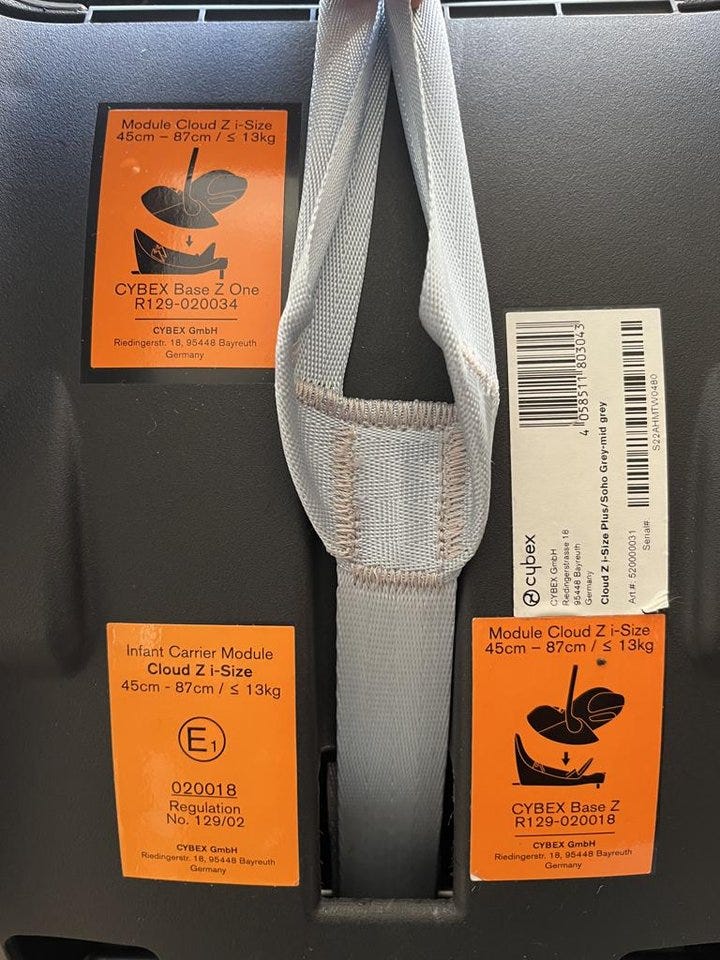 Module Cloud Z i-Size
45cm – 87cm / ≤ 13kg
CYBEX Base Z One
R129-020034
CYBEX GmbH
Riedingerstr. 18, 95448 Bayreuth
Germany
4 058511 803043
cybex
CYBEX GmbH
Riedingerstrasse 18
95448 Bayreuth
Germany
Cloud Z i-Size Plus/Soho Grey-mid grey
Art.#: 520000031
Serial#:
S22AHMTW0480
Infant Carrier Module
Cloud Z i-Size
45cm - 87cm / ≤ 13kg
E1
020018
Regulation
No. 129/02
CYBEX GmbH
Riedingerstr. 18, 95448 Bayreuth
Germany
Module Cloud Z i-Size
45cm – 87cm / ≤ 13kg
CYBEX Base Z
R129-020018
CYBEX GmbH
Riedingerstr. 18, 95448 Bayreuth
Germany